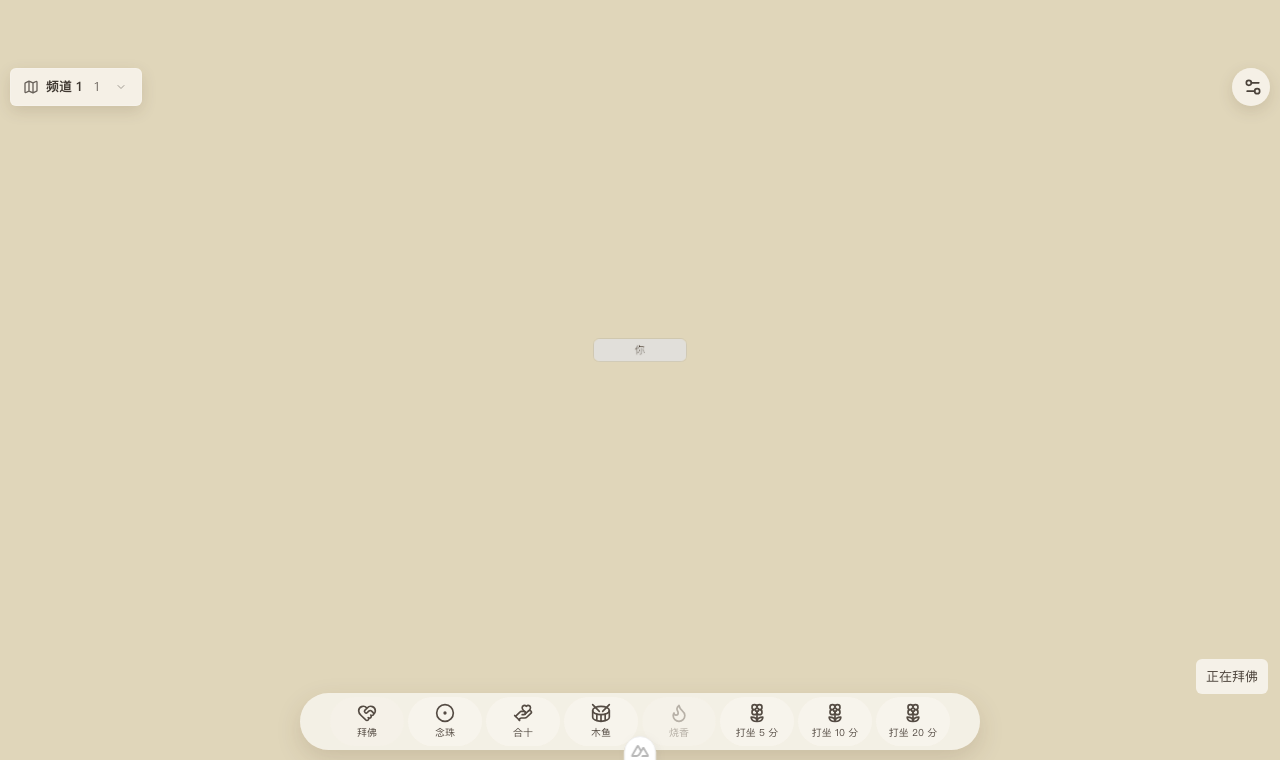 频道 1 1
你
正在拜佛
拜佛
念珠
合十
木鱼
烧香
打坐 5 分
打坐 10 分
打坐 20 分